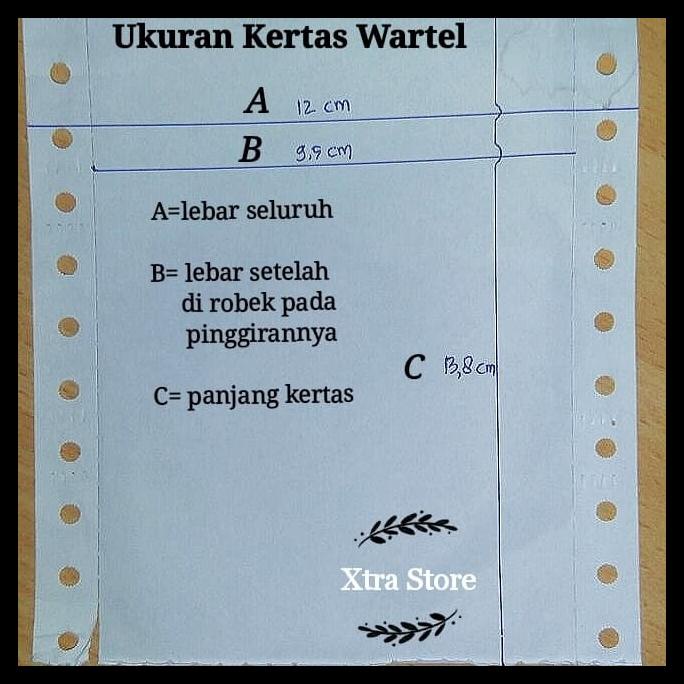 Ukuran Kertas Wartel
A 12 cm
B 9,5 cm
A=lebar seluruh
B= lebar setelah
di robek pada
pinggirannya
C 13,8 cm
C= panjang kertas
Xtra Store